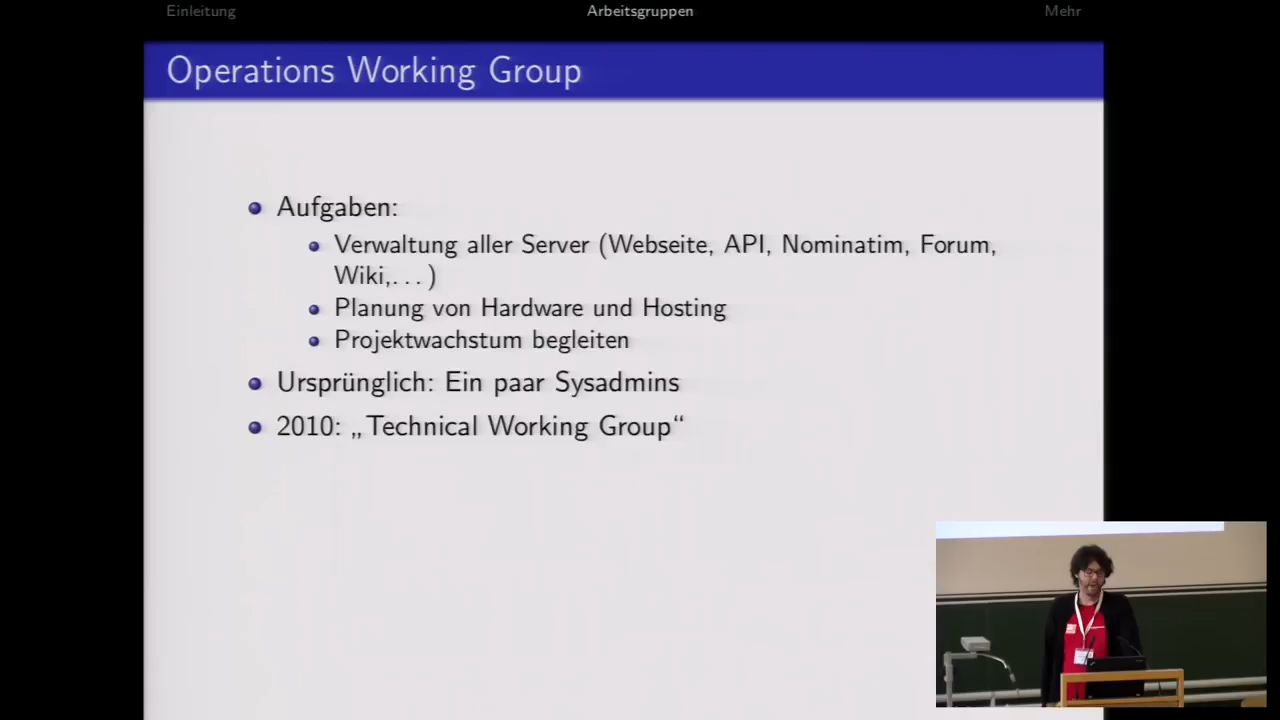 Einleitung Arbeitsgruppen Mehr
Operations Working Group
Aufgaben:
Verwaltung aller Server (Webseite, API, Nominatim, Forum,
Wiki,...)
Planung von Hardware und Hosting
Projektwachstum begleiten
Ursprünglich: Ein paar Sysadmins
2010: „Technical Working Group“